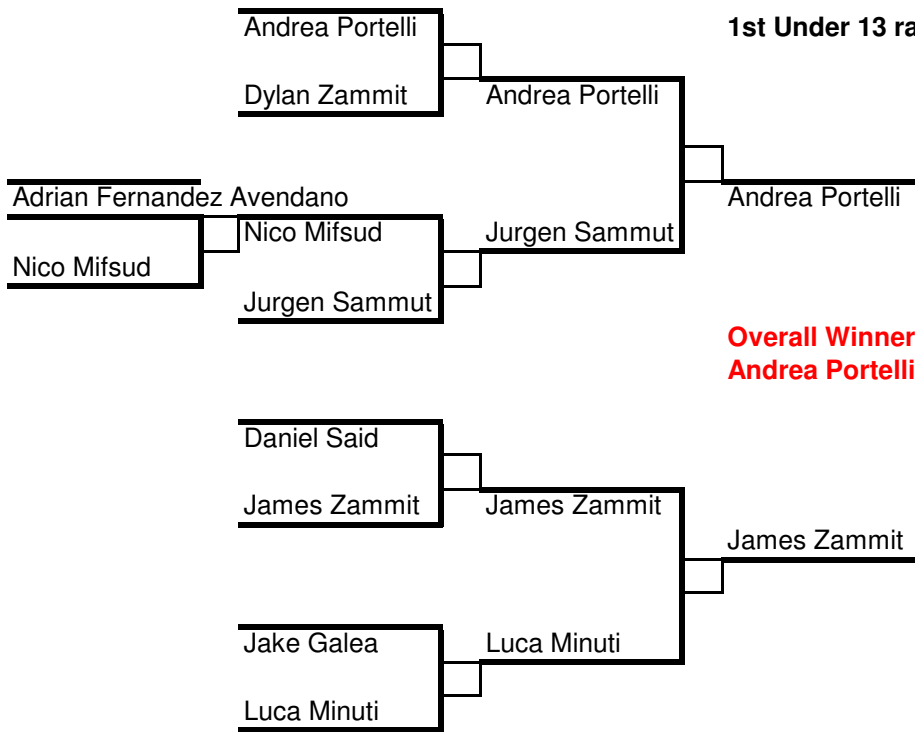 Andrea Portelli
1st Under 13 ra
Dylan Zammit
Andrea Portelli
Adrian Fernandez Avendano
Andrea Portelli
Nico Mifsud
Jurgen Sammut
Nico Mifsud
Jurgen Sammut
Overall Winner
Andrea Portelli
Daniel Said
James Zammit
James Zammit
James Zammit
Jake Galea
Luca Minuti
Luca Minuti